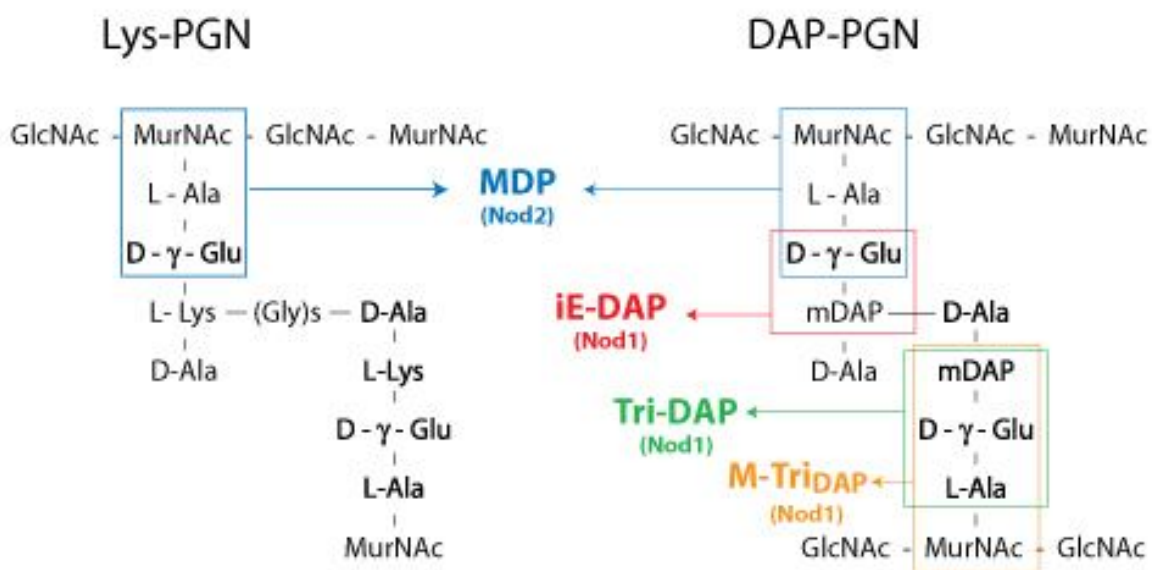 Lys-PGN
DAP-PGN
GlcNAc - MurNAc - GlcNAc - MurNAc
L - Ala
D - γ - Glu
L- Lys — (Gly)s — D-Ala
D-Ala
L-Lys
D - γ - Glu
L-Ala
MurNAc
MDP
(Nod2)
GlcNAc - MurNAc - GlcNAc - MurNAc
L - Ala
D - γ - Glu
mDAP — D-Ala
D-Ala
mDAP
D - γ - Glu
L-Ala
GlcNAc - MurNAc - GlcNAc
iE-DAP
(Nod1)
Tri-DAP
(Nod1)
M-TriDAP
(Nod1)